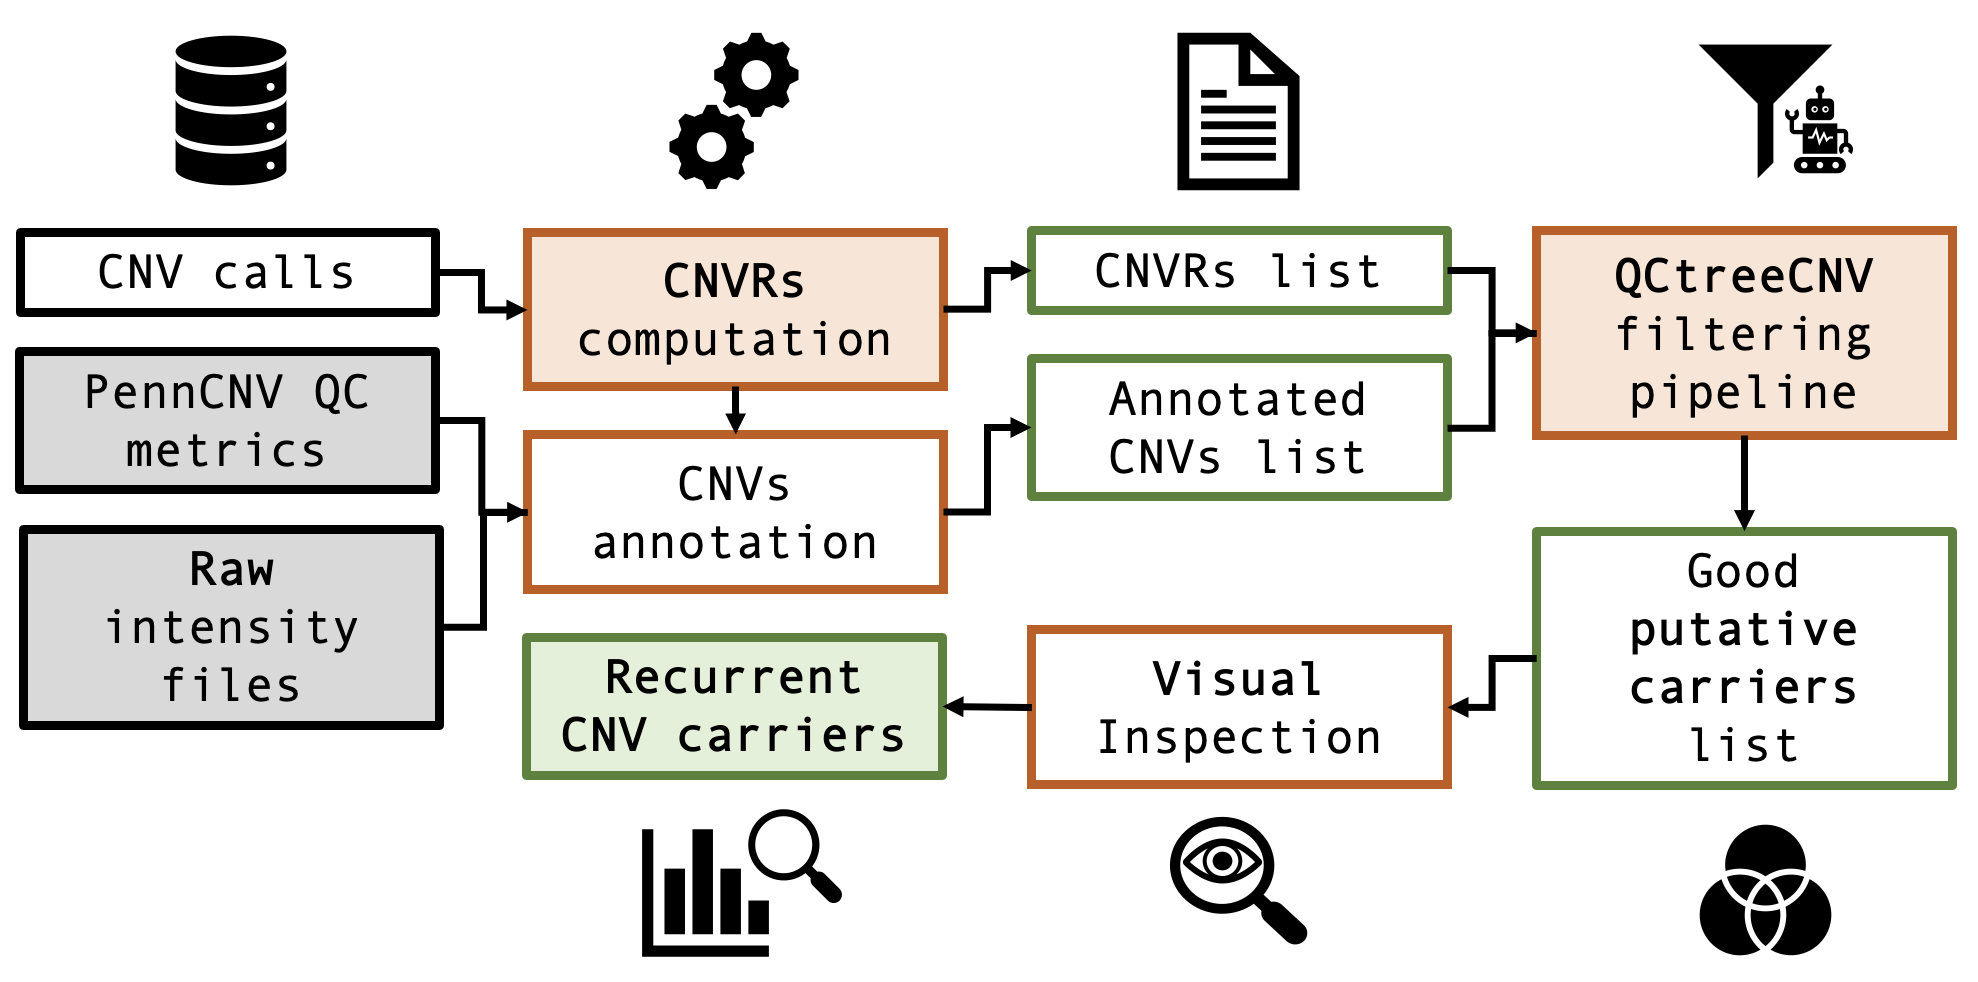 CNV calls
PennCNV QC
metrics
Raw
intensity
files
CNVRs
computation
CNVs
annotation
CNVRs list
Annotated
CNVs list
QCtreeCNV
filtering
pipeline
Good
putative
carriers
list
Visual
Inspection
Recurrent
CNV carriers